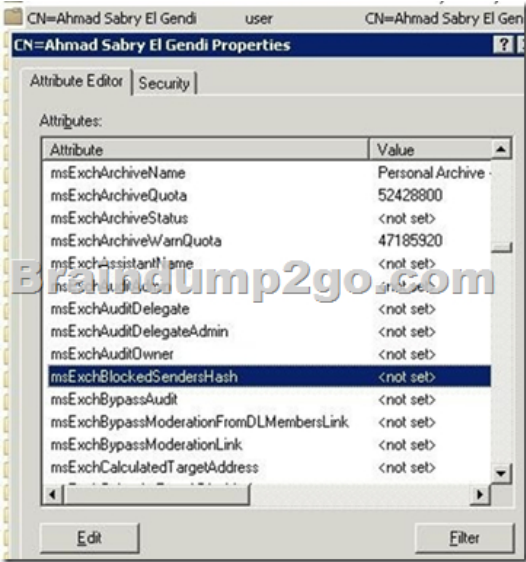 CN=Ahmad Sabry El Gendi user CN=Ahmad Sabry El Gen
CN=Ahmad Sabry El Gendi Properties ?
Attribute Editor Security
Attributes:
Attribute Value
msExchArchiveName Personal Archive -
msExchArchiveQuota 52428800
msExchArchiveStatus <not set>
msExchArchiveWarnQuota 47185920
msExchAssistantName <not set>
Braindump2go.com
msExchAuditDelegate <not set>
msExchAuditDelegateAdmin <not set>
msExchAuditOwner <not set>
msExchBlockedSendersHash <not set>
msExchBypassAudit <not set>
msExchBypassModerationFromDLMembersLink <not set>
msExchBypassModerationLink <not set>
msExchCalculatedTargetAddress <not set>
Edit Filter